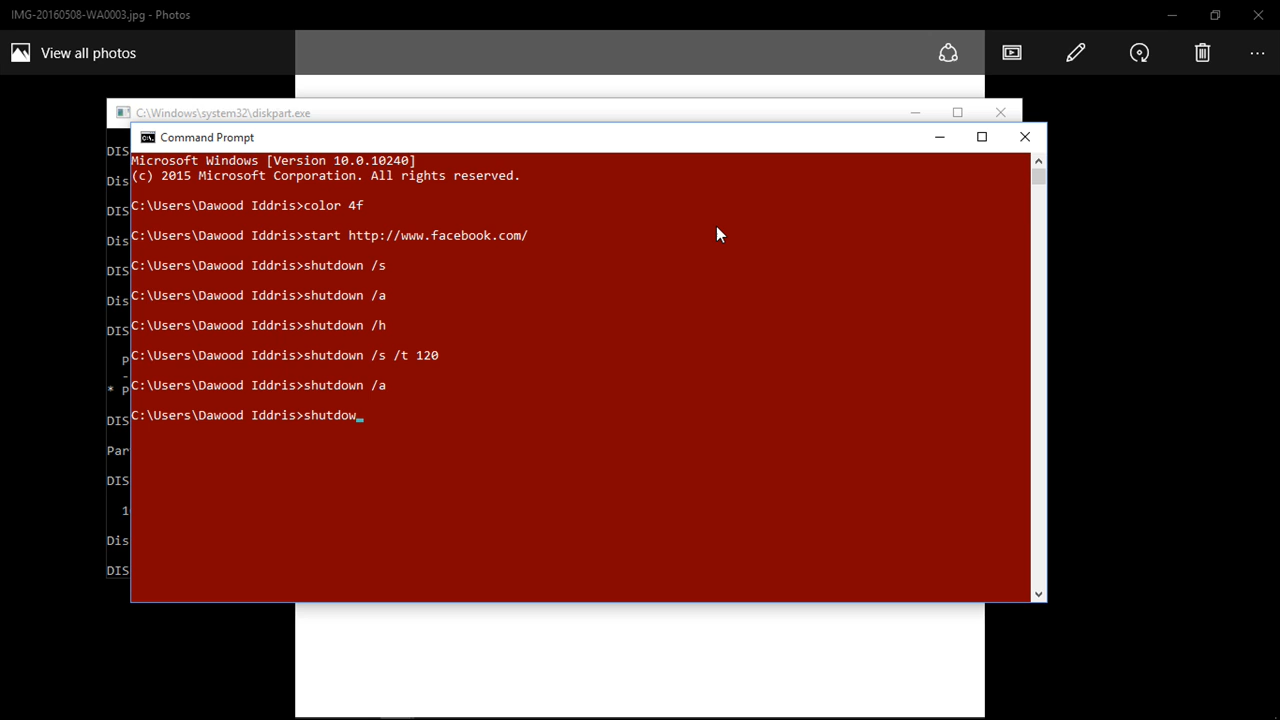 IMG-20160508-WA0003.jpg - Photos
View all photos
C:\Windows\system32\diskpart.exe
Command Prompt
Microsoft Windows [Version 10.0.10240]
(c) 2015 Microsoft Corporation. All rights reserved.
C:\Users\Dawood Iddris>color 4f
C:\Users\Dawood Iddris>start http://www.facebook.com/
C:\Users\Dawood Iddris>shutdown /s
C:\Users\Dawood Iddris>shutdown /a
C:\Users\Dawood Iddris>shutdown /h
C:\Users\Dawood Iddris>shutdown /s /t 120
C:\Users\Dawood Iddris>shutdown /a
C:\Users\Dawood Iddris>shutdow_
DIS
Dis
DIS
Dis
DIS
Dis
DIS
P
-
* P
DIS
Par
DIS
1
Dis
DIS